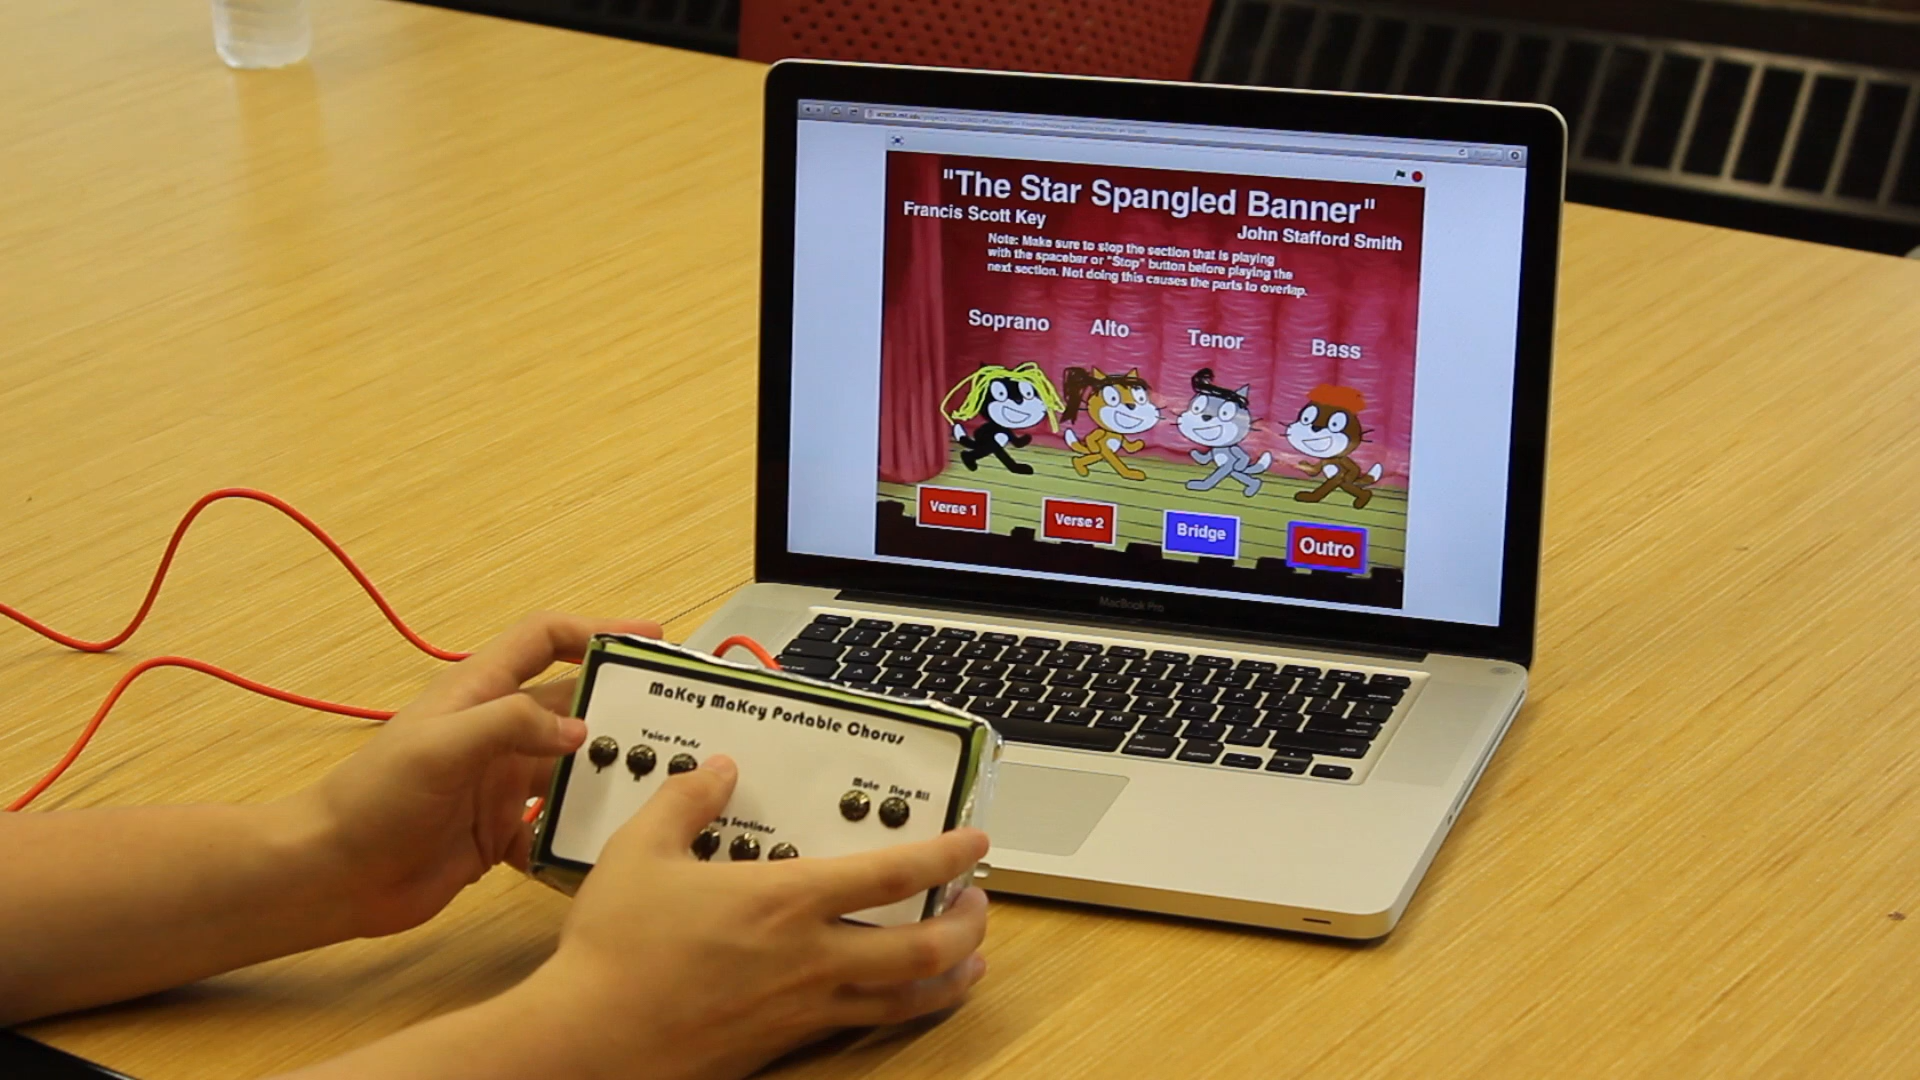 "The Star Spangled Banner"
Francis Scott Key
John Stafford Smith
Note: Make sure to stop the section that is playing
with the spacebar or "Stop" button before playing the
next section. Not doing this causes the parts to overlap.
Soprano Alto Tenor Bass
Verse 1 Verse 2 Bridge Outro
MacBook Pro
MaKey MaKey Portable Chorus
Voice Parts
Mute Stop All
Sections